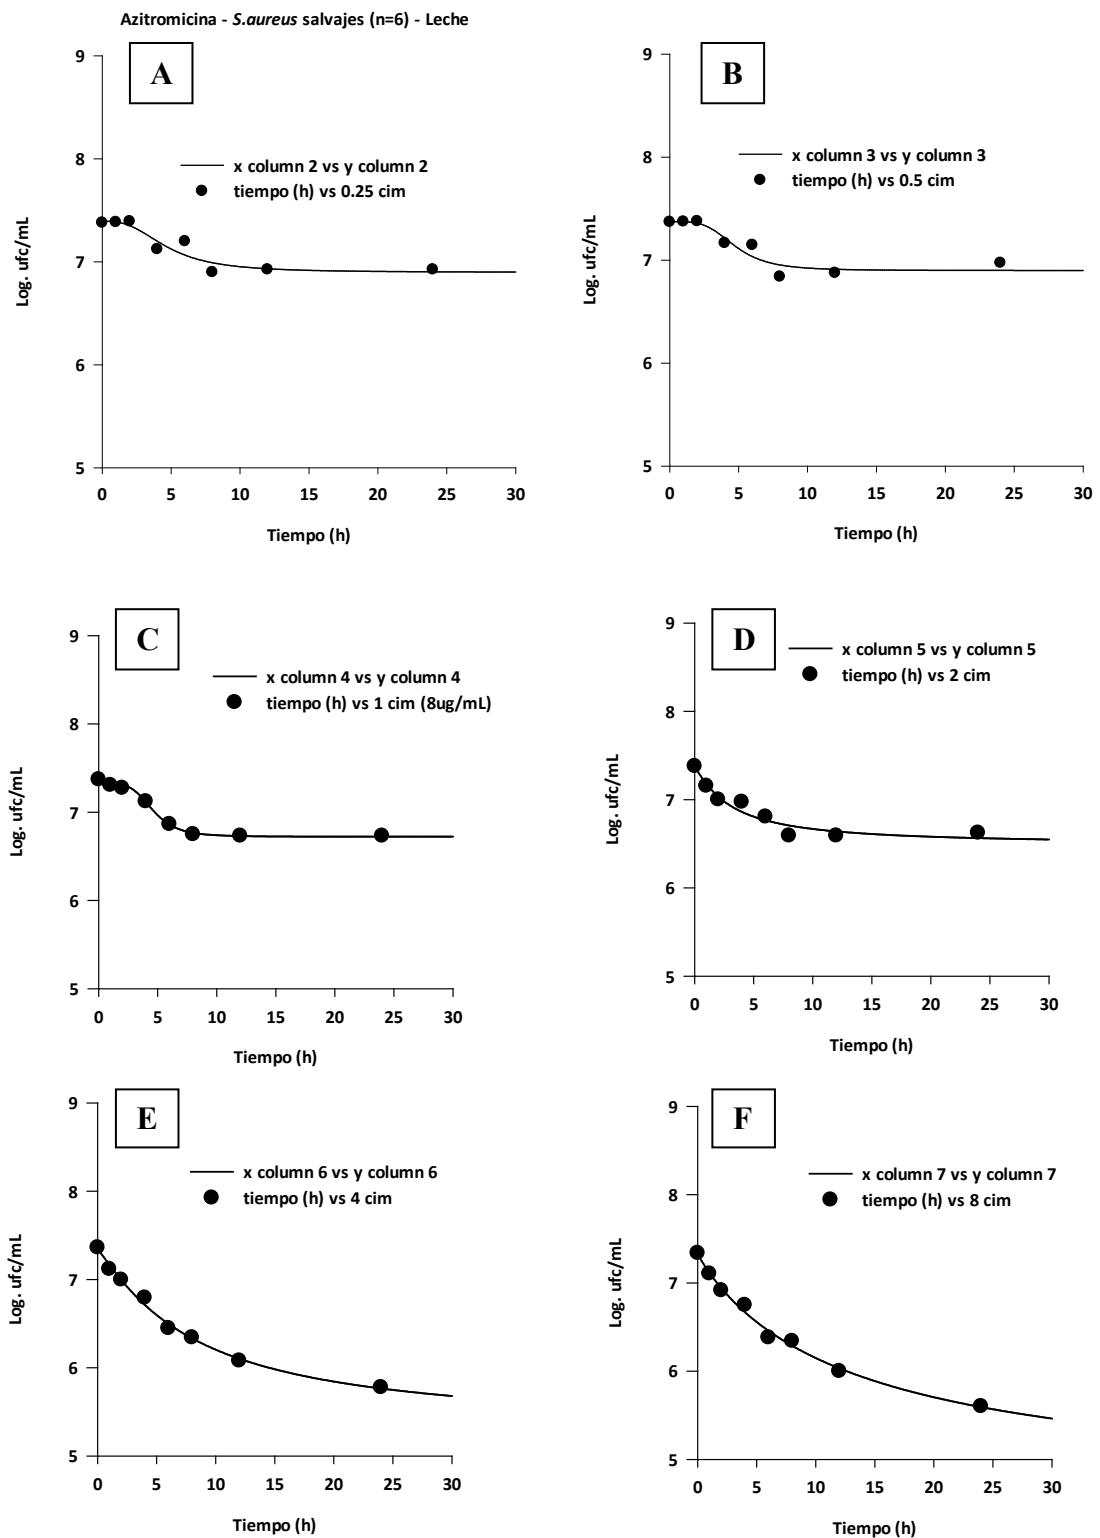 Azitromicina - S.aureus salvajes (n=6) - Leche
A
9
8
7
6
5
x column 2 vs y column 2
tiempo (h) vs 0.25 cim
Log. ufc/mL
0 5 10 15 20 25 30
Tiempo (h)
B
9
8
7
6
5
x column 3 vs y column 3
tiempo (h) vs 0.5 cim
Log. ufc/mL
0 5 10 15 20 25 30
Tiempo (h)
C
9
8
7
6
5
x column 4 vs y column 4
tiempo (h) vs 1 cim (8ug/mL)
Log. ufc/mL
0 5 10 15 20 25 30
Tiempo (h)
D
9
8
7
6
5
x column 5 vs y column 5
tiempo (h) vs 2 cim
Log. ufc/mL
0 5 10 15 20 25 30
Tiempo (h)
E
9
8
7
6
5
x column 6 vs y column 6
tiempo (h) vs 4 cim
Log. ufc/mL
0 5 10 15 20 25 30
Tiempo (h)
F
9
8
7
6
5
x column 7 vs y column 7
tiempo (h) vs 8 cim
Log. ufc/mL
0 5 10 15 20 25 30
Tiempo (h)